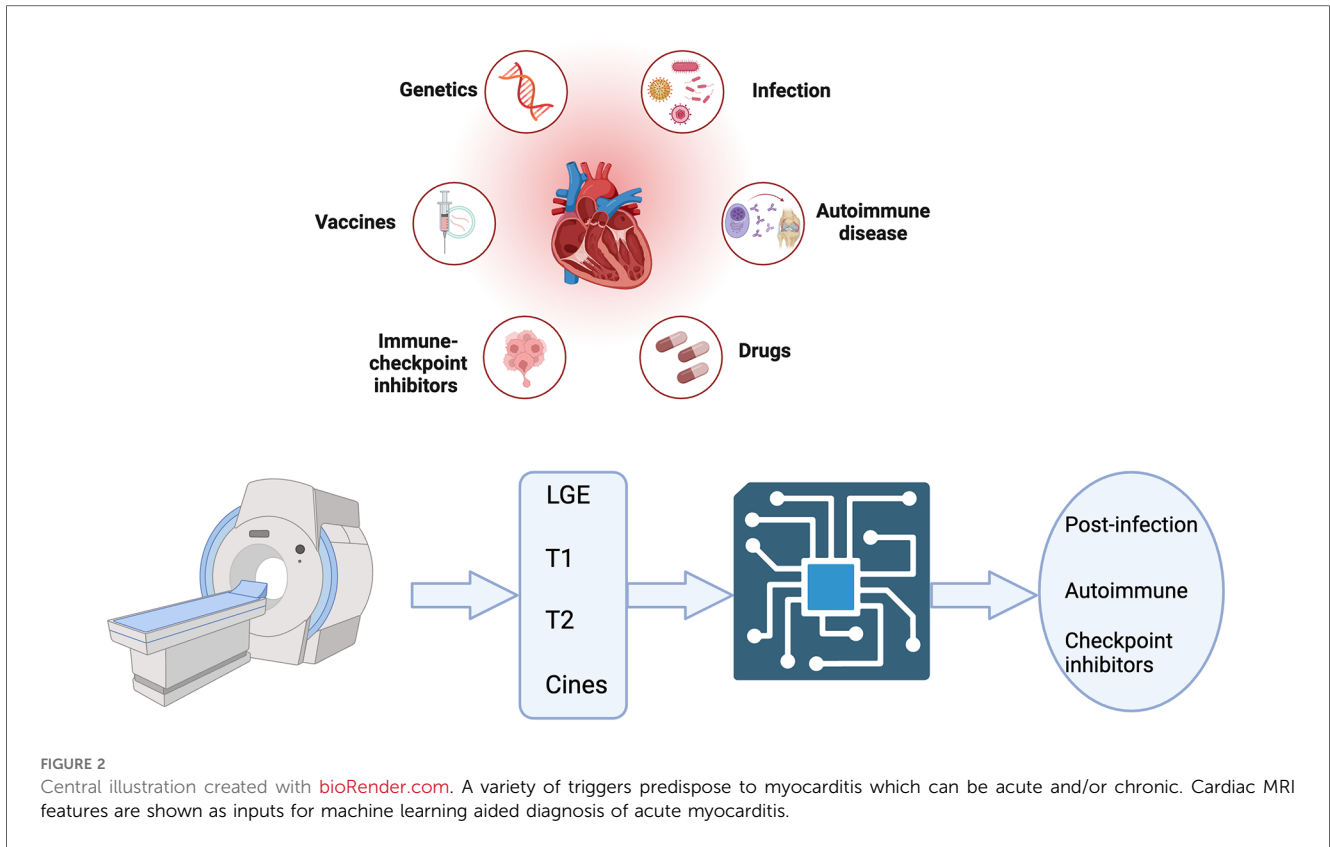 Genetics
Infection
Vaccines
Autoimmune
disease
Immune-
checkpoint
inhibitors
Drugs
LGE
T1
T2
Cines
Post-infection
Autoimmune
Checkpoint
inhibitors
FIGURE 2
Central illustration created with bioRender.com. A variety of triggers predispose to myocarditis which can be acute and/or chronic. Cardiac MRI
features are shown as inputs for machine learning aided diagnosis of acute myocarditis.